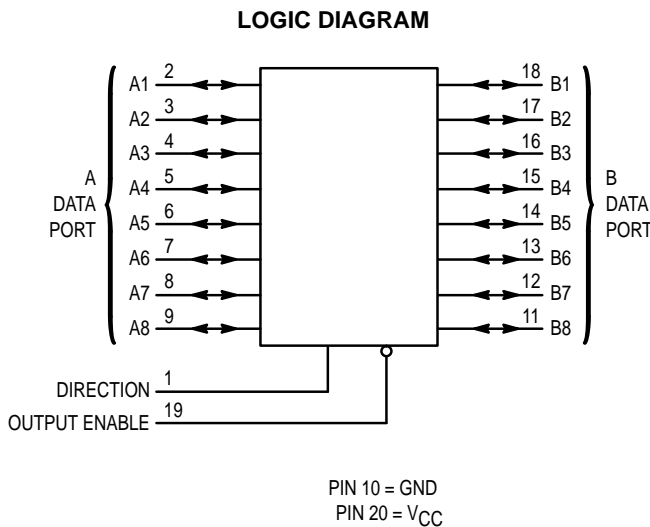 LOGIC DIAGRAM
A1 2 18 B1
A2 3 17 B2
A3 4 16 B3
A4 5 15 B4
A5 6 14 B5
A6 7 13 B6
A7 8 12 B7
A8 9 11 B8
A
DATA
PORT
B
DATA
PORT
DIRECTION 1
OUTPUT ENABLE 19
PIN 10 = GND
PIN 20 = VCC